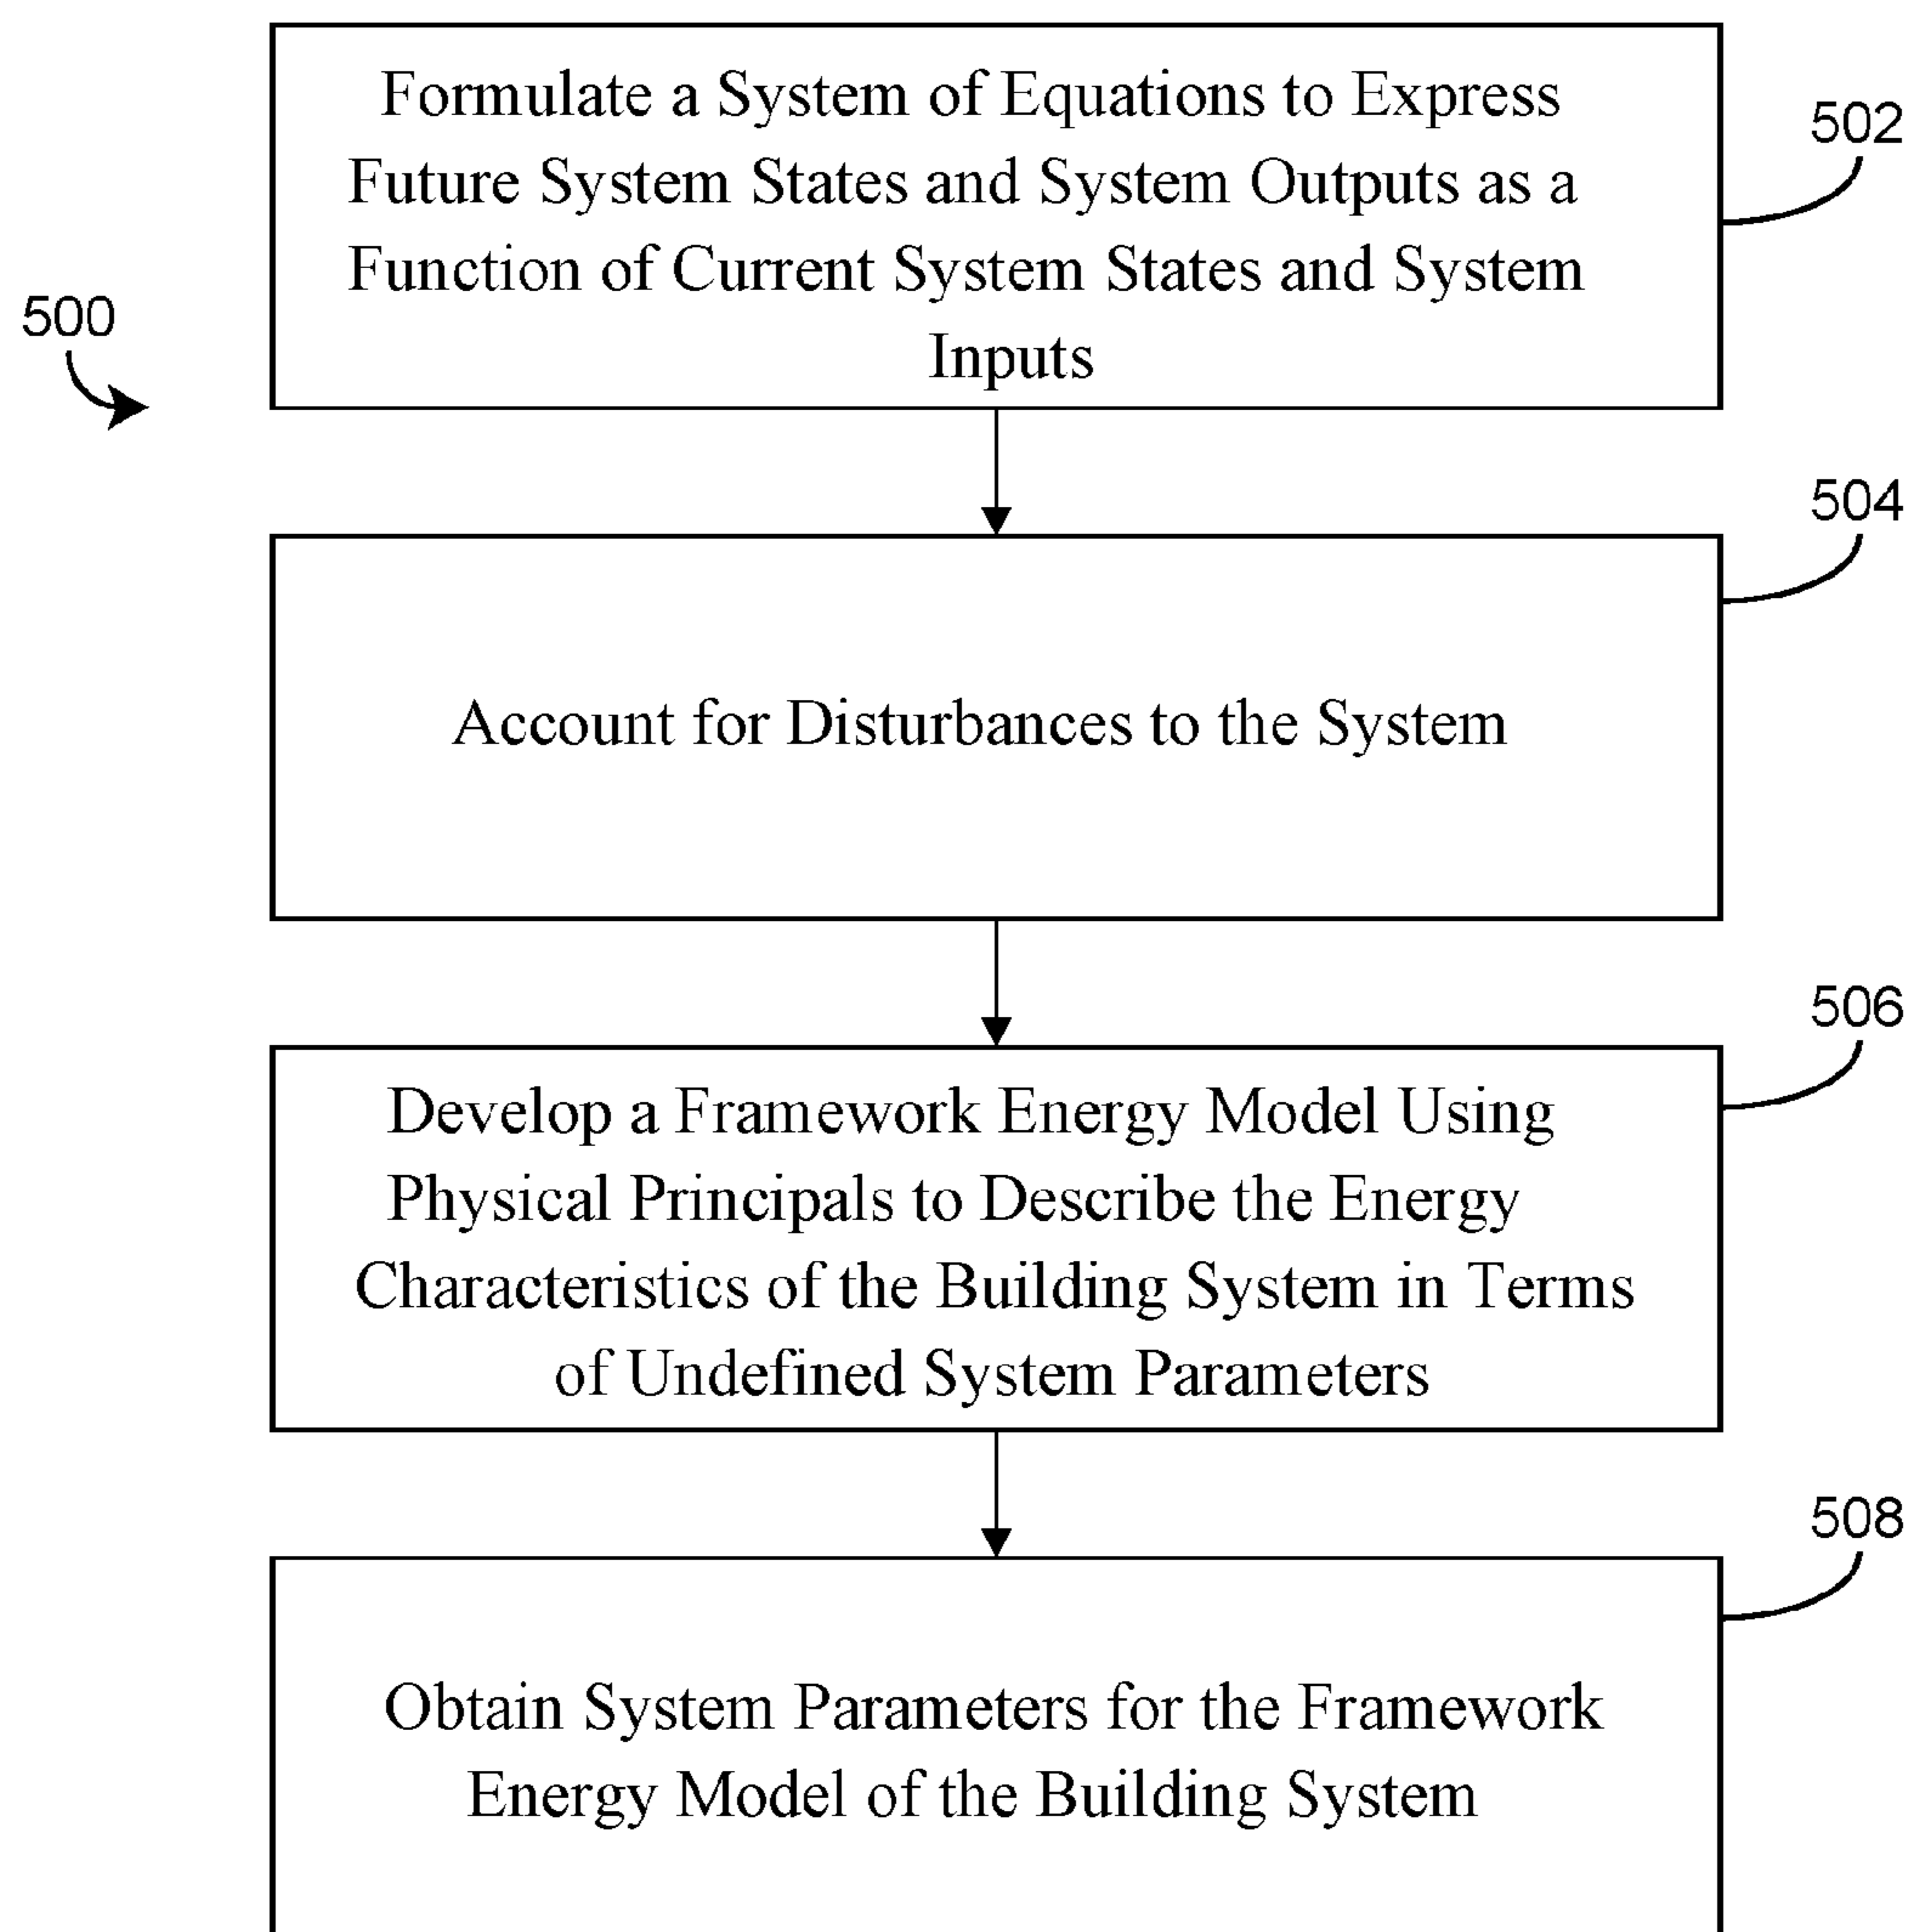 Formulate a System of Equations to Express
Future System States and System Outputs as a
Function of Current System States and System
Inputs
502
500
504
Account for Disturbances to the System
506
Develop a Framework Energy Model Using
Physical Principals to Describe the Energy
Characteristics of the Building System in Terms
of Undefined System Parameters
508
Obtain System Parameters for the Framework
Energy Model of the Building System